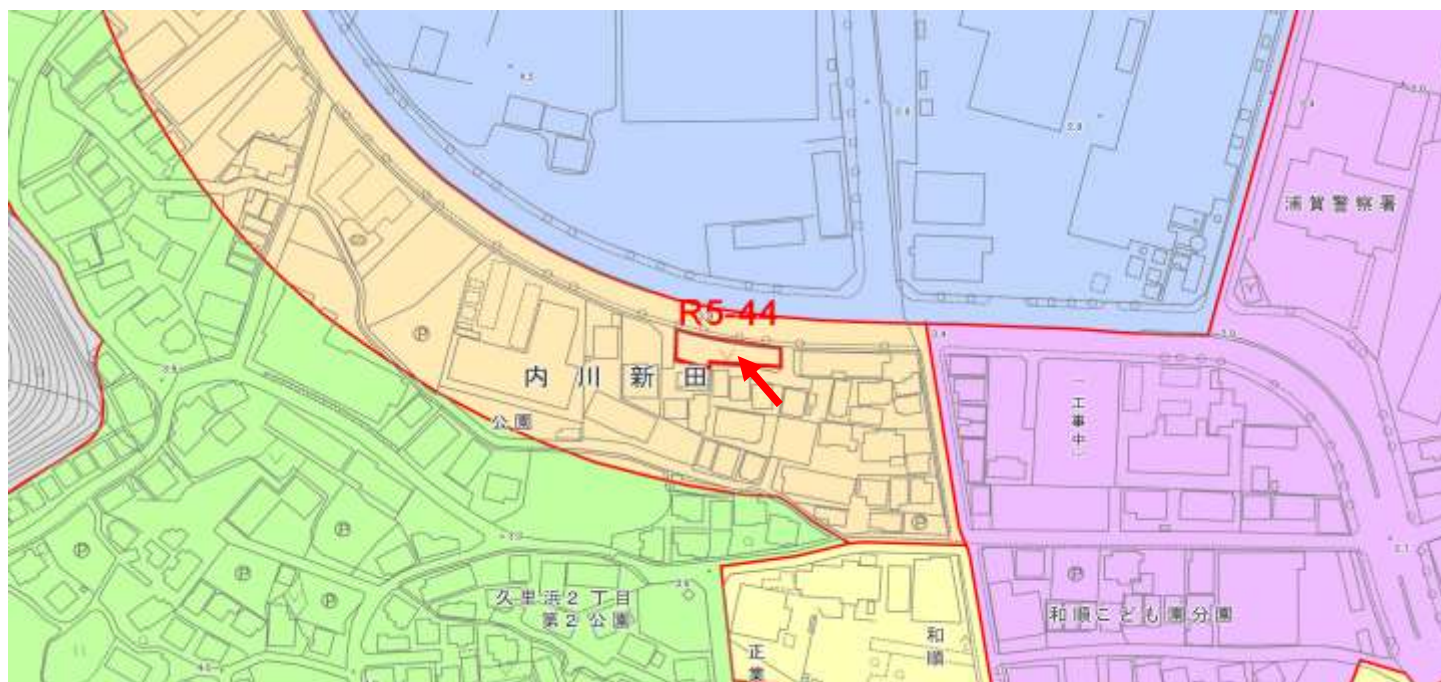 浦賀警察署
R5-44
内川新田
（工事中）
公園
久里浜2丁目
第2公園
和順こども園分園
和順
正業